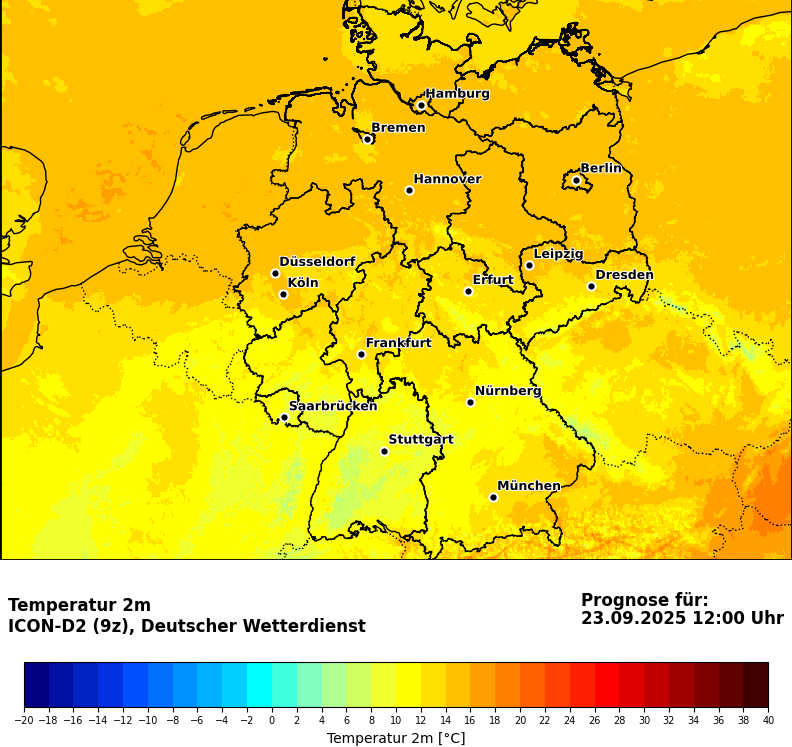 Hamburg
Bremen
Berlin
Hannover
Leipzig
Düsseldorf
Dresden
Erfurt
Köln
Frankfurt
Nürnberg
Saarbrücken
Stuttgart
München
Temperatur 2m
ICON-D2 (9z), Deutscher Wetterdienst
Prognose für:
23.09.2025 12:00 Uhr
−20 −18 −16 −14 −12 −10 −8 −6 −4 −2 0 2 4 6 8 10 12 14 16 18 20 22 24 26 28 30 32 34 36 38 40
Temperatur 2m [°C]